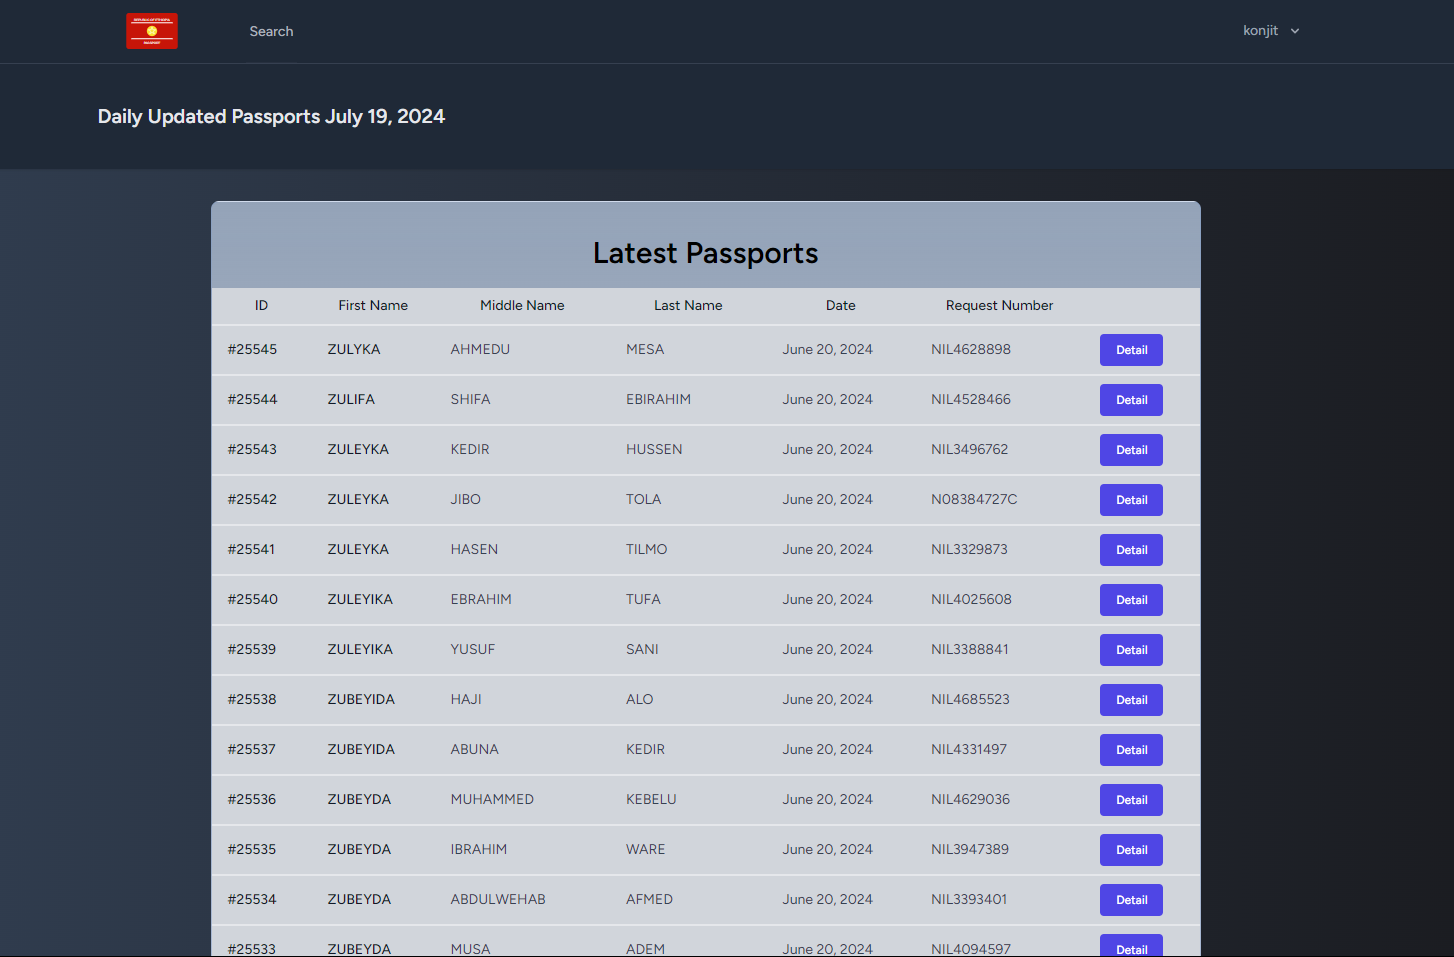 Search
konjit
Daily Updated Passports July 19, 2024
Latest Passports
ID First Name Middle Name Last Name Date Request Number
#25545 ZULYKA AHMEDU MESA June 20, 2024 NIL4628898 Detail
#25544 ZULIFA SHIFA EBIRAHIM June 20, 2024 NIL4528466 Detail
#25543 ZULEYKA KEDIR HUSSEN June 20, 2024 NIL3496762 Detail
#25542 ZULEYKA JIBO TOLA June 20, 2024 N08384727C Detail
#25541 ZULEYKA HASEN TILMO June 20, 2024 NIL3329873 Detail
#25540 ZULEYIKA EBRAHIM TUFA June 20, 2024 NIL4025608 Detail
#25539 ZULEYIKA YUSUF SANI June 20, 2024 NIL3388841 Detail
#25538 ZUBEYIDA HAJI ALO June 20, 2024 NIL4685523 Detail
#25537 ZUBEYIDA ABUNA KEDIR June 20, 2024 NIL4331497 Detail
#25536 ZUBEYDA MUHAMMED KEBELU June 20, 2024 NIL4629036 Detail
#25535 ZUBEYDA IBRAHIM WARE June 20, 2024 NIL3947389 Detail
#25534 ZUBEYDA ABDULWEHAB AFMED June 20, 2024 NIL3393401 Detail
#25533 ZUBEYDA MUSA ADEM June 20, 2024 NIL4094597 Detail